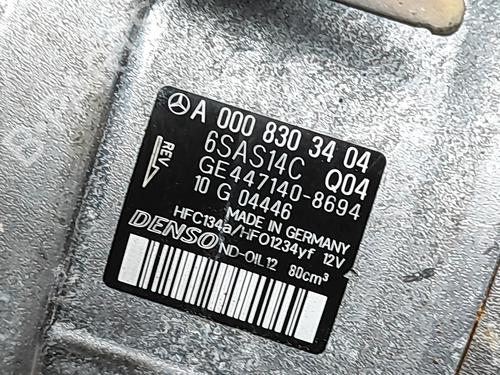 A 000 830 34 04
6SAS14C Q04
GE447140-8694
10 G 04446
REV
MADE IN GERMANY
HFC134a/HFO1234yf 12V
DENSO ND-OIL12 80cm³